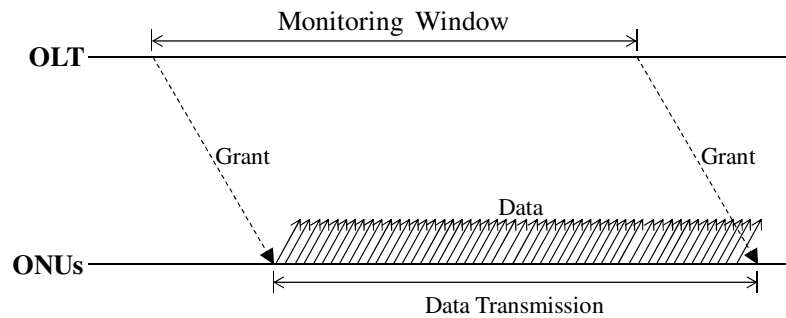 Monitoring Window
OLT
Grant
Grant
Data
ONUs
Data Transmission